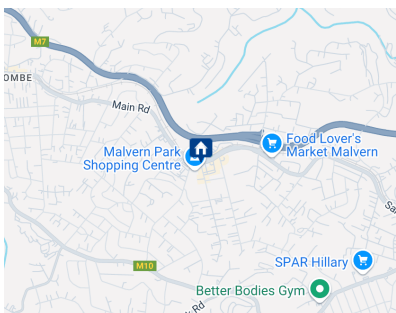 M7
OMBE
Main Rd
Malvern Park
Shopping Centre
Food Lover's
Market Malvern
Sa
SPAR Hillary
M10
Better Bodies Gym
k Rd